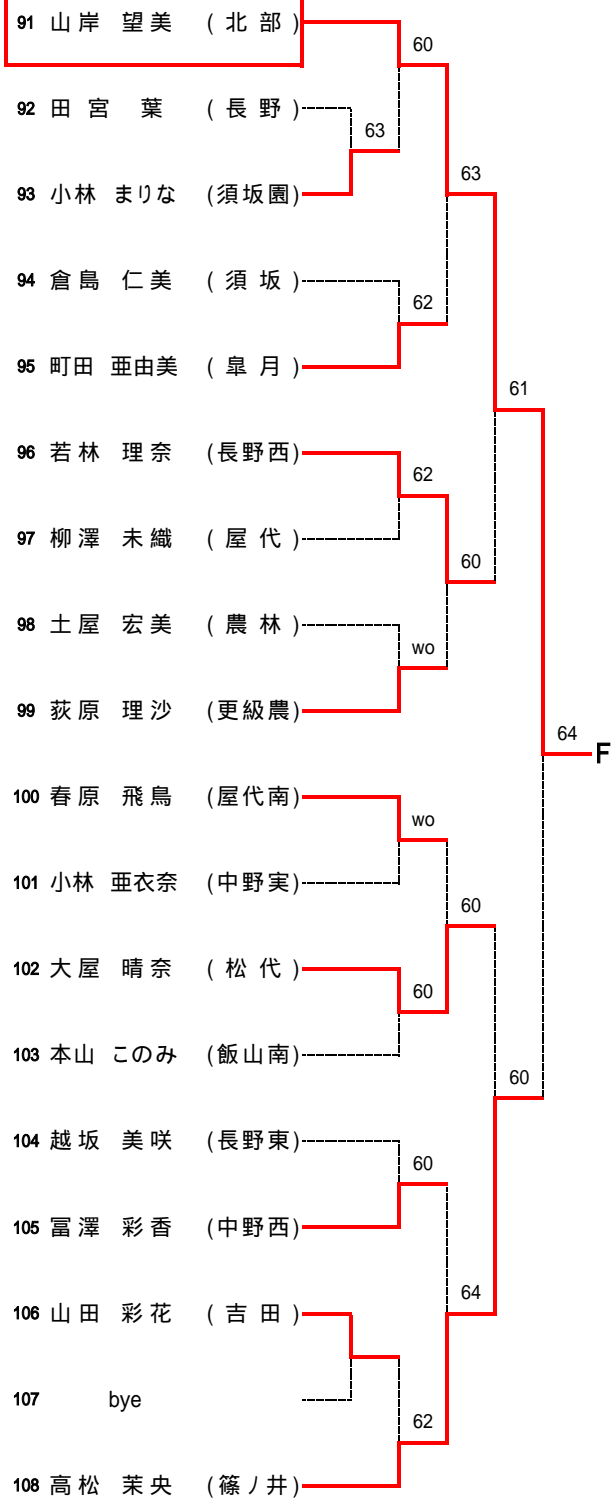 91 山岸 望美 (北部)
60
92 田宮 葉 (長野)
63
93 小林 まりな (須坂園)
63
94 倉島 仁美 (須坂)
62
95 町田 亜由美 (皐月)
61
96 若林 理奈 (長野西)
62
97 柳澤 未織 (屋代)
60
98 土屋 宏美 (農林)
wo
99 荻原 理沙 (更級農)
64
F
100 春原 飛鳥 (屋代南)
wo
101 小林 亜衣奈 (中野実)
60
102 大屋 晴奈 (松代)
60
103 本山 このみ (飯山南)
60
104 越坂 美咲 (長野東)
60
105 冨澤 彩香 (中野西)
64
106 山田 彩花 (吉田)
107 bye
62
108 高松 茉央 (篠ノ井)